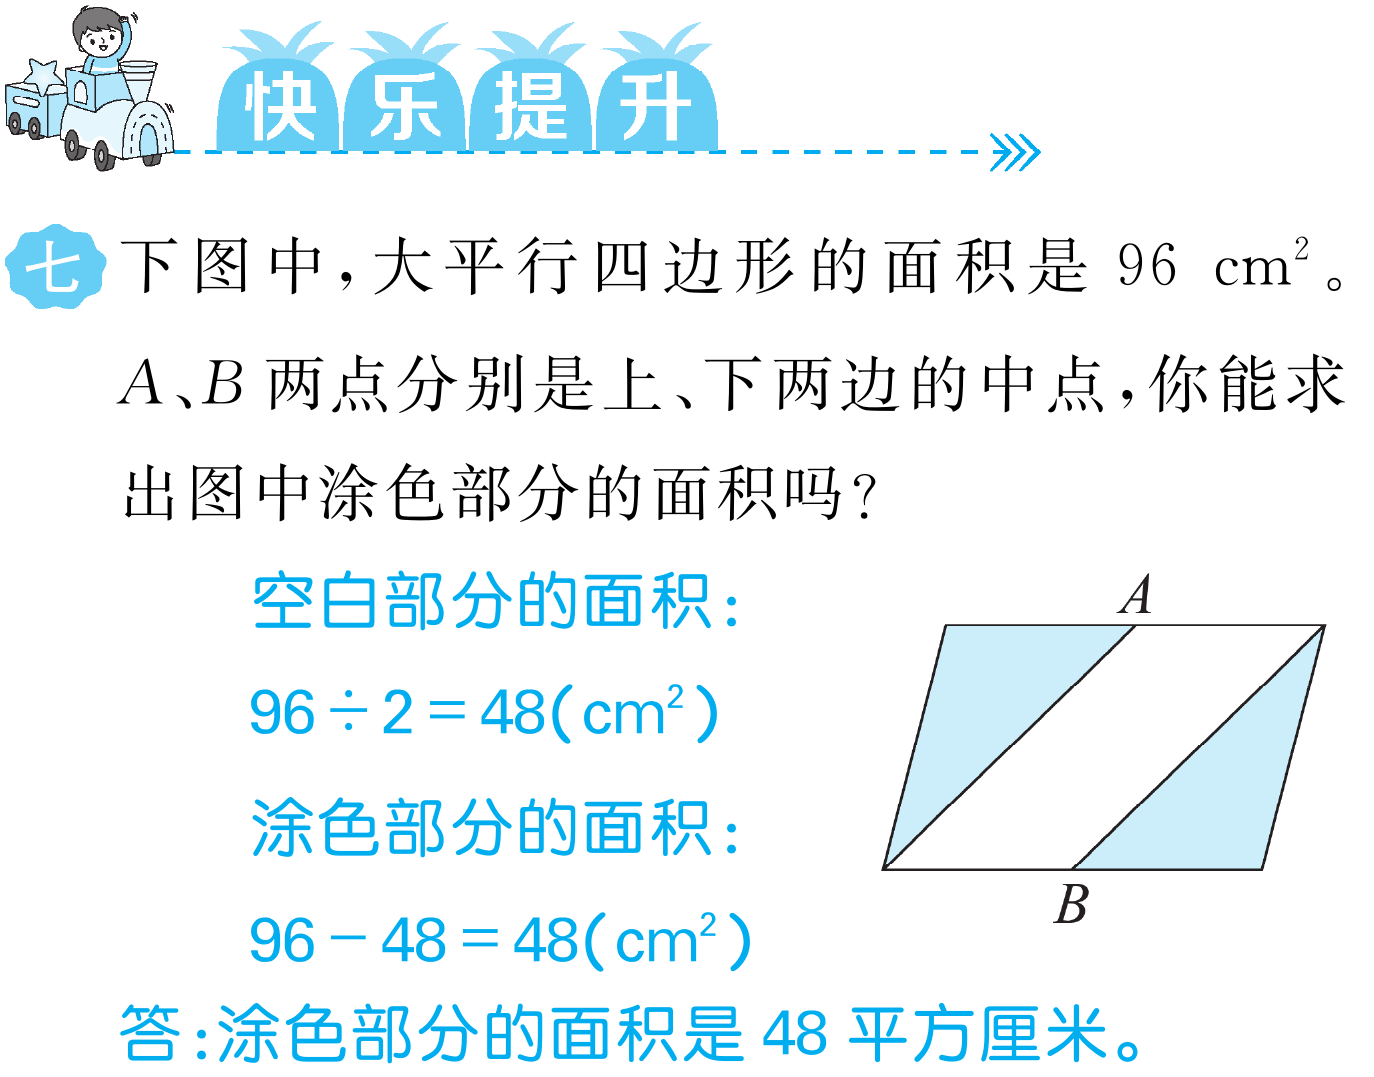 快乐提升
七 下图中,大平行四边形的面积是 96 cm²。
A、B 两点分别是上、下两边的中点,你能求
出图中涂色部分的面积吗?
空白部分的面积:
96÷2=48(cm²)
涂色部分的面积:
96-48=48(cm²)
答:涂色部分的面积是 48 平方厘米。
A
B